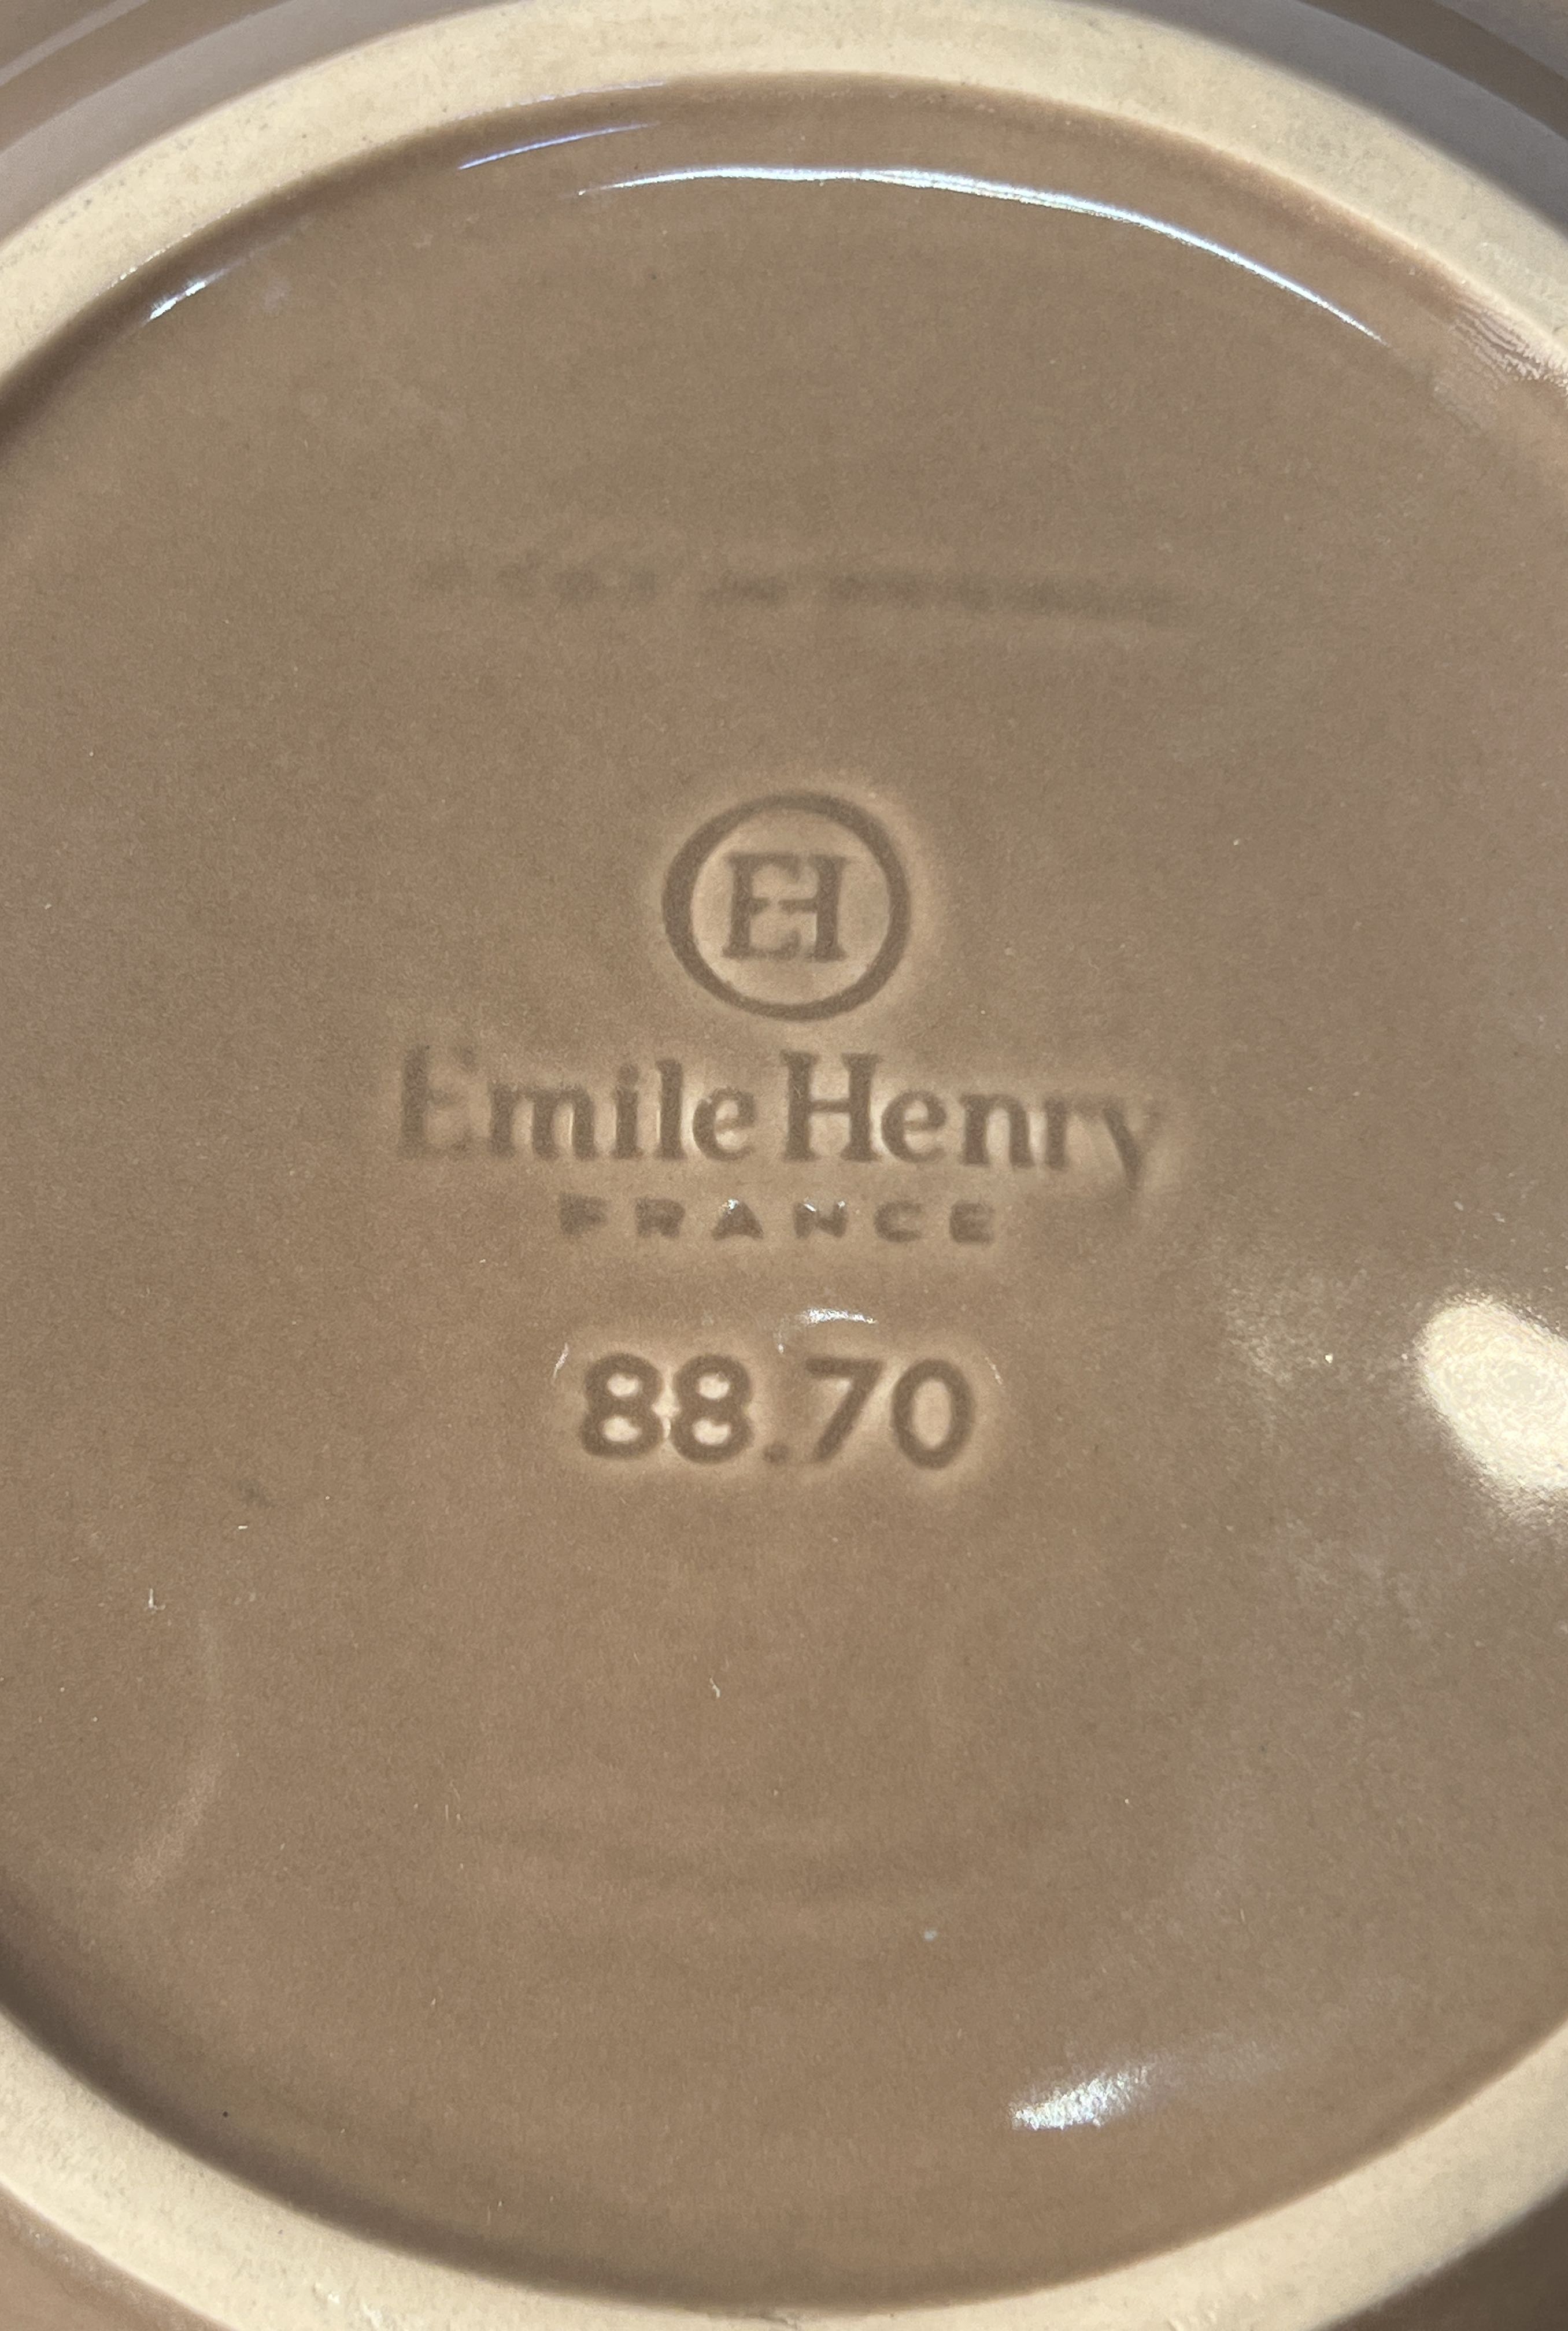 EH
Emile Henry
FRANCE
88.70